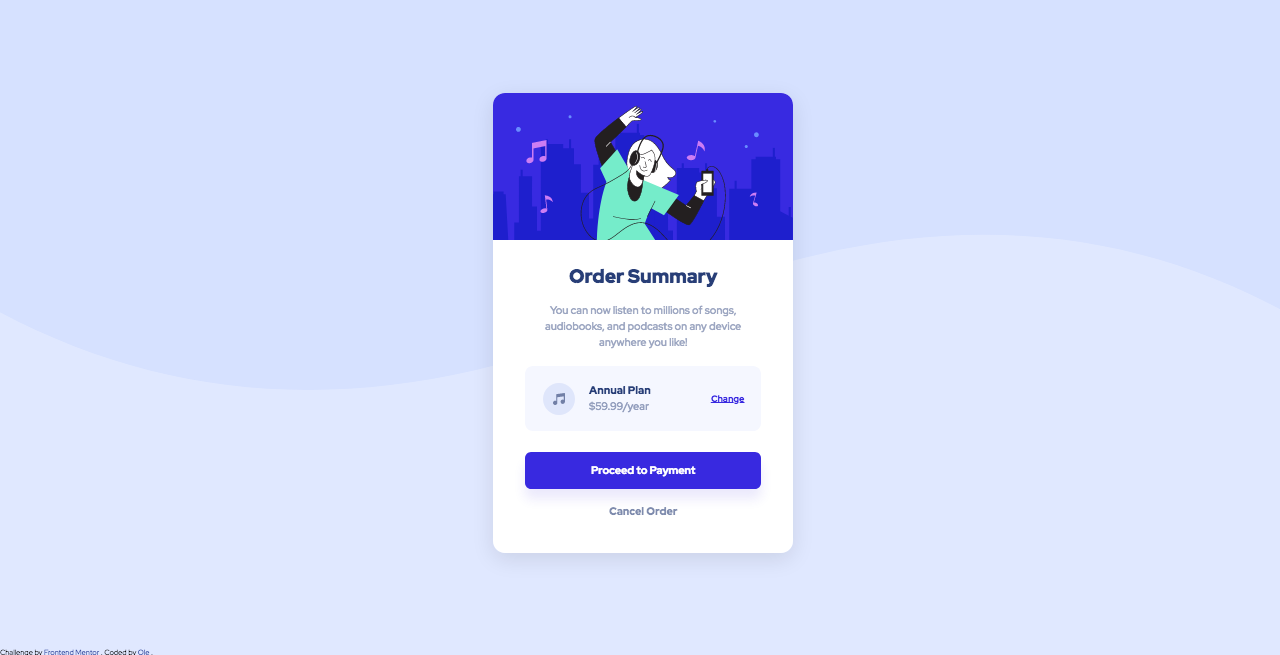 Order Summary
You can now listen to millions of songs,
audiobooks, and podcasts on any device
anywhere you like!
Annual Plan
$59.99/year
Change
Proceed to Payment
Cancel Order
Challenge by Frontend Mentor . Coded by Ole .